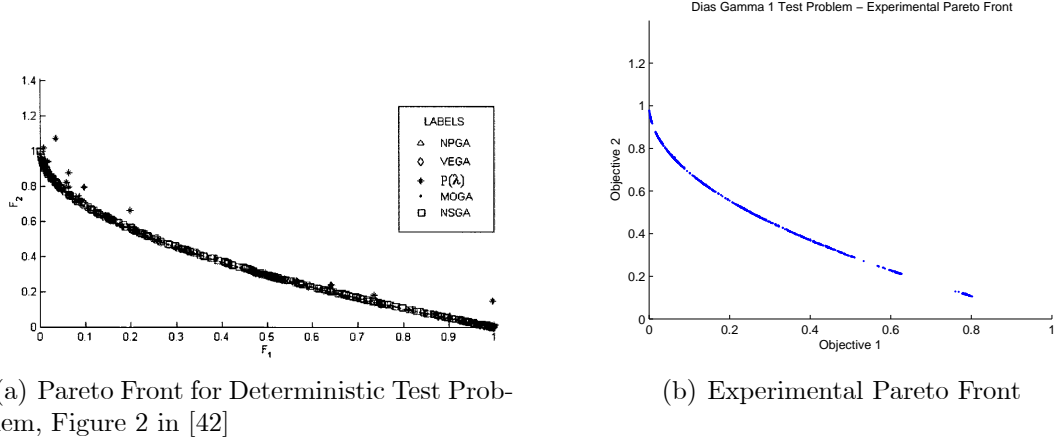 Dias Gamma 1 Test Problem − Experimental Pareto Front
1.4
1.2
1
0.8
0.6
0.4
0.2
0
F2
0
0.1
0.2
0.3
0.4
0.5
0.6
0.7
0.8
0.9
1
F1
LABELS
NPGA
VEGA
P(λ)
MOGA
NSGA
1.2
1
0.8
0.6
0.4
0.2
0
Objective 2
0
0.2
0.4
0.6
0.8
1
Objective 1
a) Pareto Front for Deterministic Test Prob-
em, Figure 2 in [42]
(b) Experimental Pareto Front